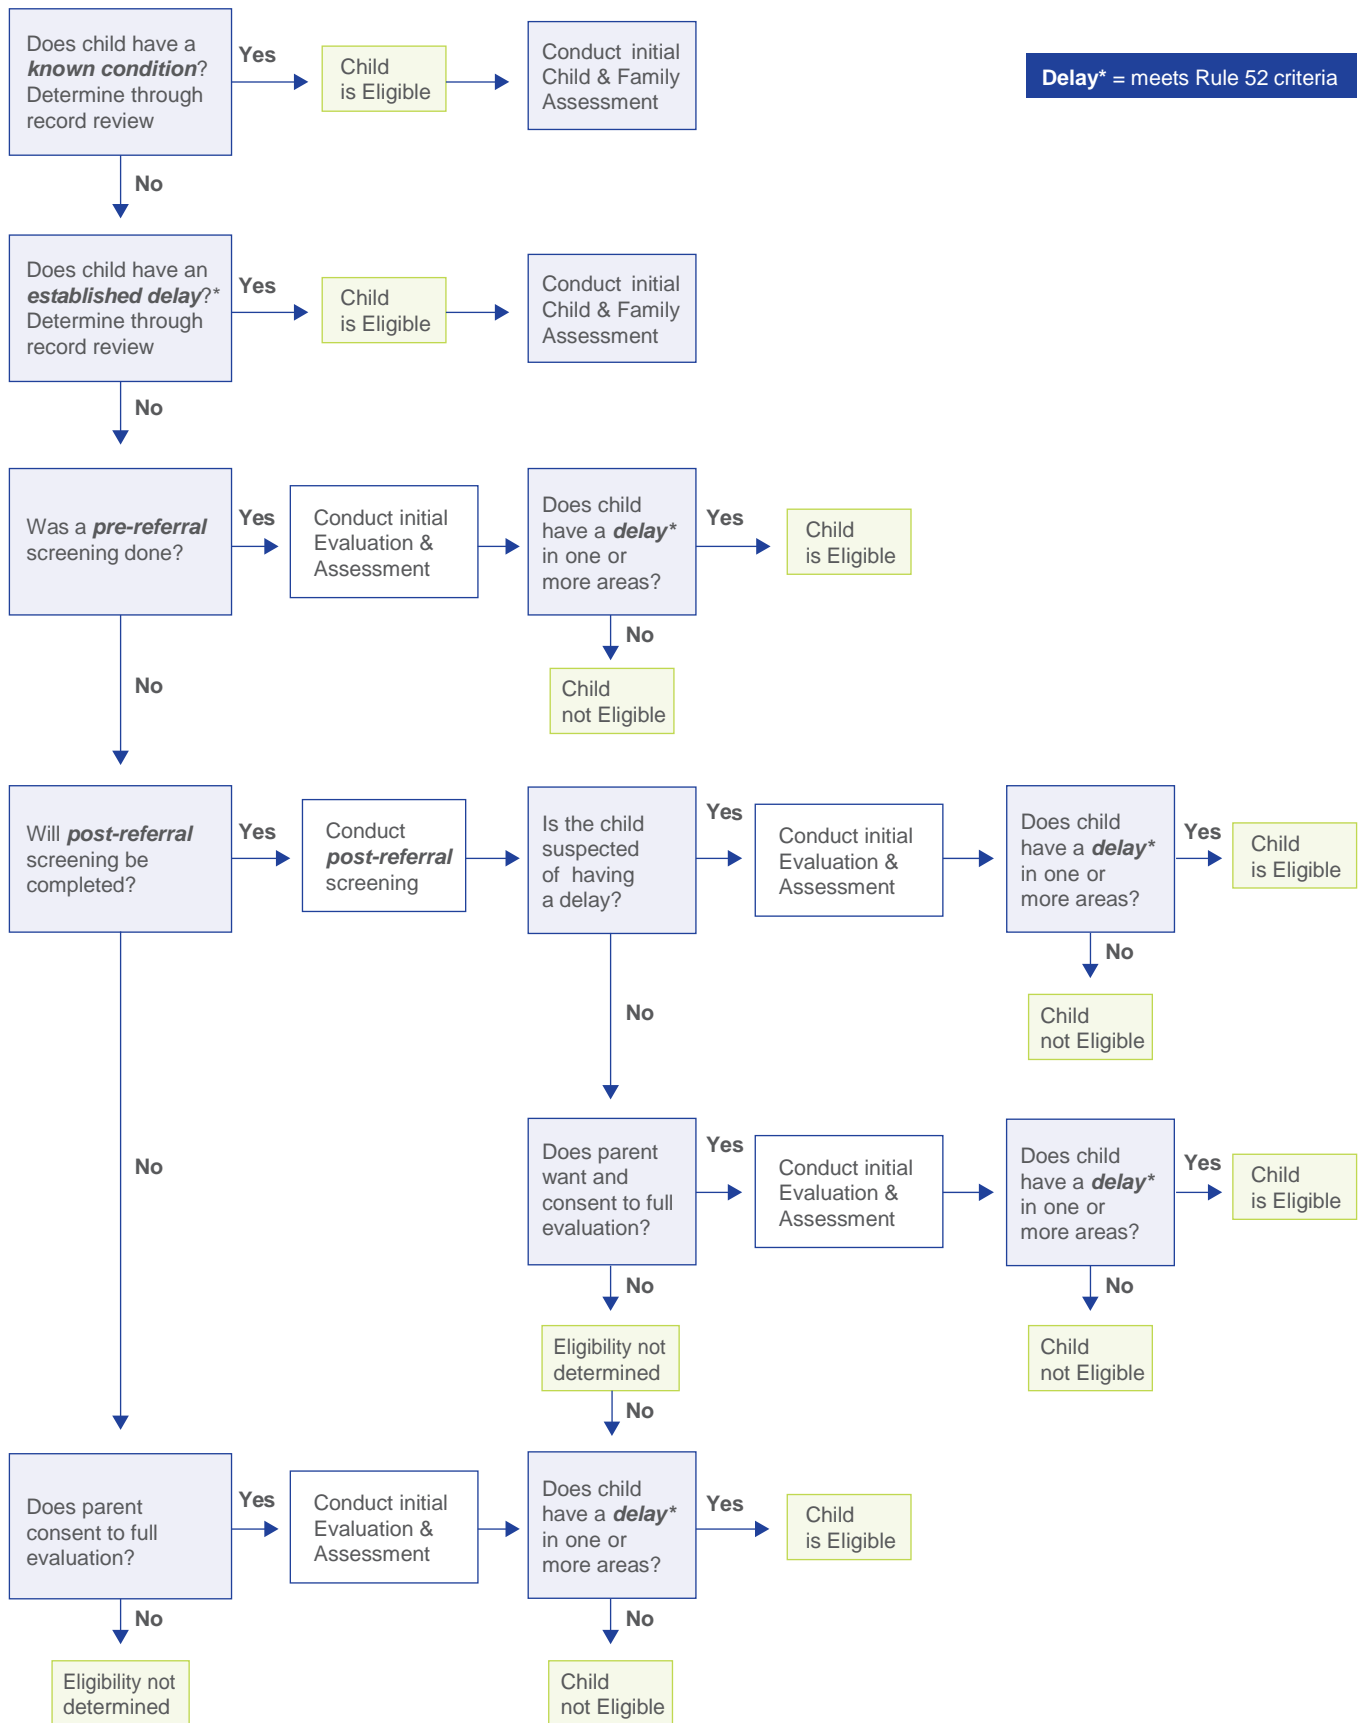 Does child have a
known condition?
Determine through
record review
Yes
Child
is Eligible
Conduct initial
Child & Family
Assessment
Delay* = meets Rule 52 criteria
No
Does child have an
established delay?*
Determine through
record review
Yes
Child
is Eligible
Conduct initial
Child & Family
Assessment
No
Was a pre-referral
screening done?
Yes
Conduct initial
Evaluation &
Assessment
Does child
have a delay*
in one or
more areas?
Yes
Child
is Eligible
No
Child
not Eligible
No
Will post-referral
screening be
completed?
Yes
Conduct
post-referral
screening
Is the child
suspected
of having
a delay?
Yes
Conduct initial
Evaluation &
Assessment
Does child
have a delay*
in one or
more areas?
Yes
Child
is Eligible
No
Child
not Eligible
No
Does parent
want and
consent to full
evaluation?
Yes
Conduct initial
Evaluation &
Assessment
Does child
have a delay*
in one or
more areas?
Yes
Child
is Eligible
No
Child
not Eligible
No
Eligibility not
determined
No
No
Does parent
consent to full
evaluation?
Yes
Conduct initial
Evaluation &
Assessment
Does child
have a delay*
in one or
more areas?
Yes
Child
is Eligible
No
Eligibility not
determined
No
Child
not Eligible